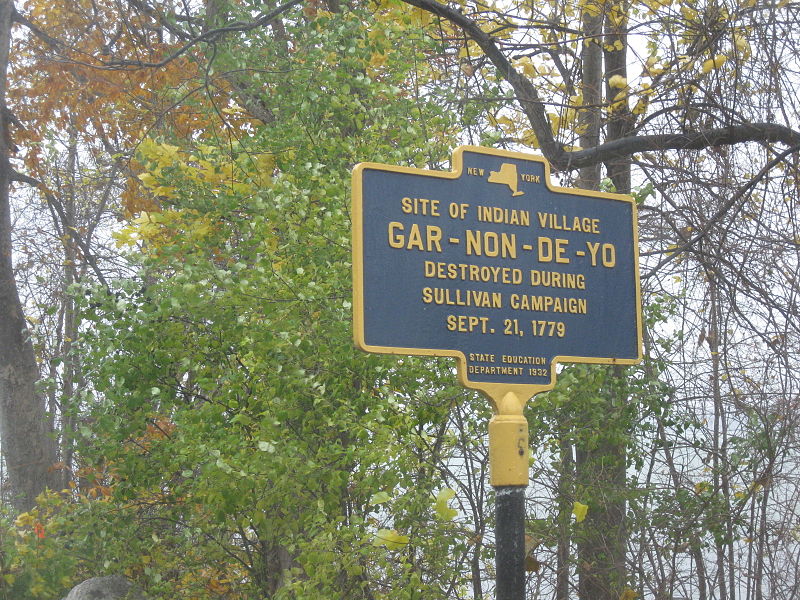 NEW YORK
SITE OF INDIAN VILLAGE
GAR-NON-DE-YO
DESTROYED DURING
SULLIVAN CAMPAIGN
SEPT. 21, 1779
STATE EDUCATION
DEPARTMENT 1932